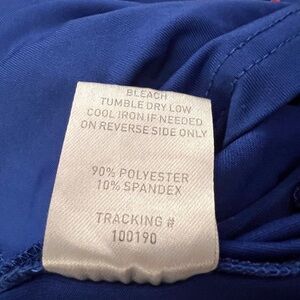 BLEACH
TUMBLE DRY LOW
COOL IRON IF NEEDED
ON REVERSE SIDE ONLY
90% POLYESTER
10% SPANDEX
TRACKING #
100190